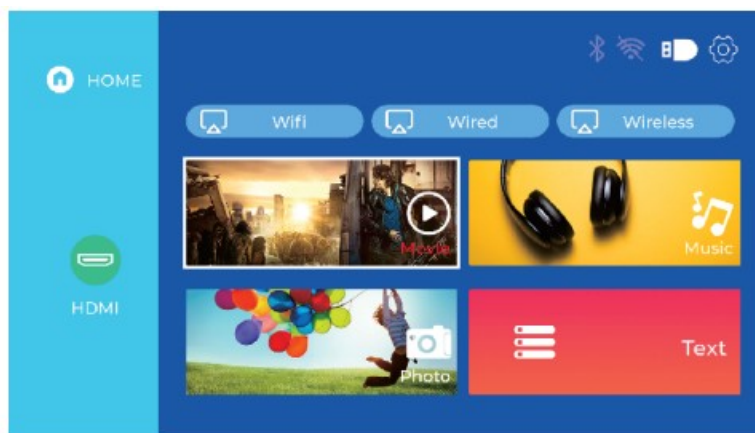 HOME
Wifi
Wired
Wireless
Movie
Music
HDMI
Photo
Text